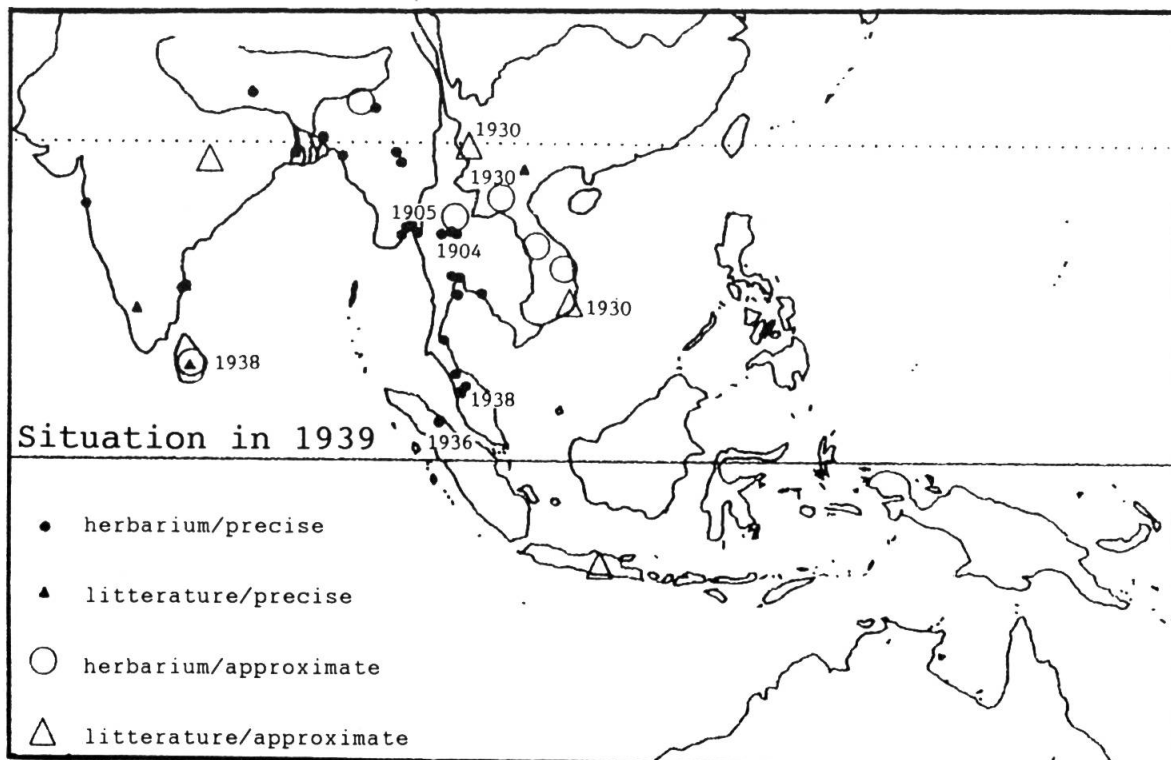 1930
1930
1905
1904
1930
1938
1938
1936
Situation in 1939
herbarium/precise
litterature/precise
herbarium/approximate
litterature/approximate